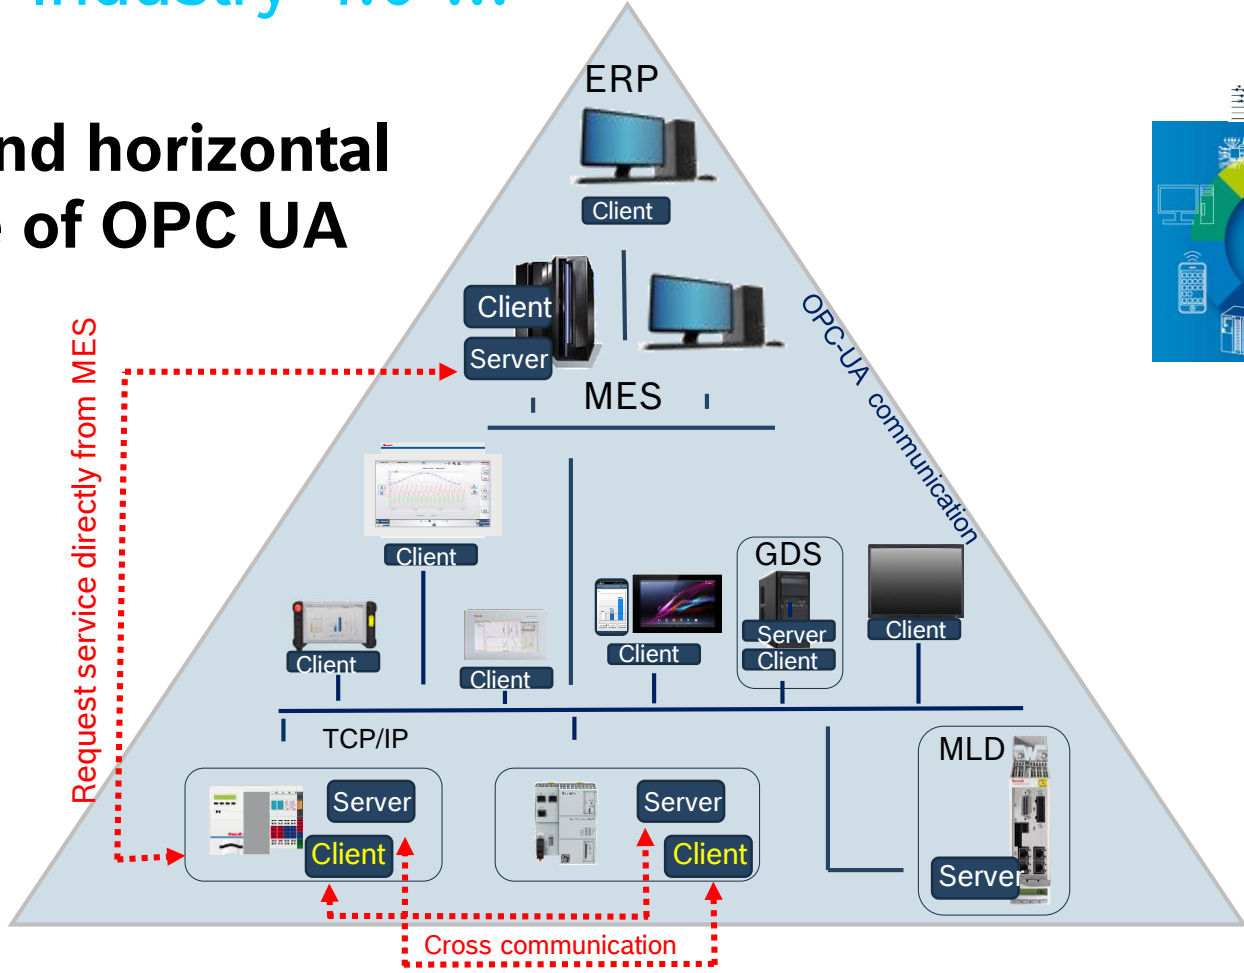 Industry 4.0 ...
and horizontal
of OPC UA
ERP
Client
Client
Server
MES
OPC-UA communication
Request service directly from MES
Client
GDS
Server
Client
Client
Client
Client
Client
TCP/IP
MLD
Server
Client
Server
Client
Server
Cross communication